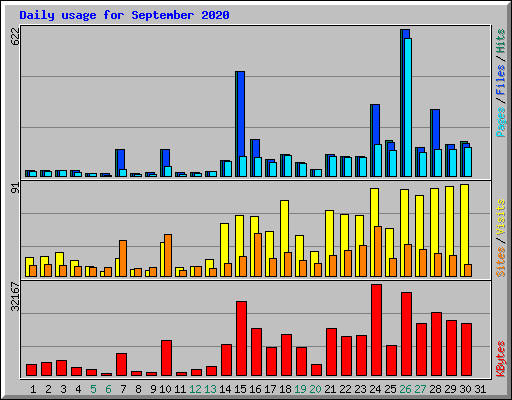 Daily usage for September 2020
622
Pages / Files / Hits
91
Sites / Visits
32167
KBytes
1 2 3 4 5 6 7 8 9 10 11 12 13 14 15 16 17 18 19 20 21 22 23 24 25 26 27 28 29 30 31